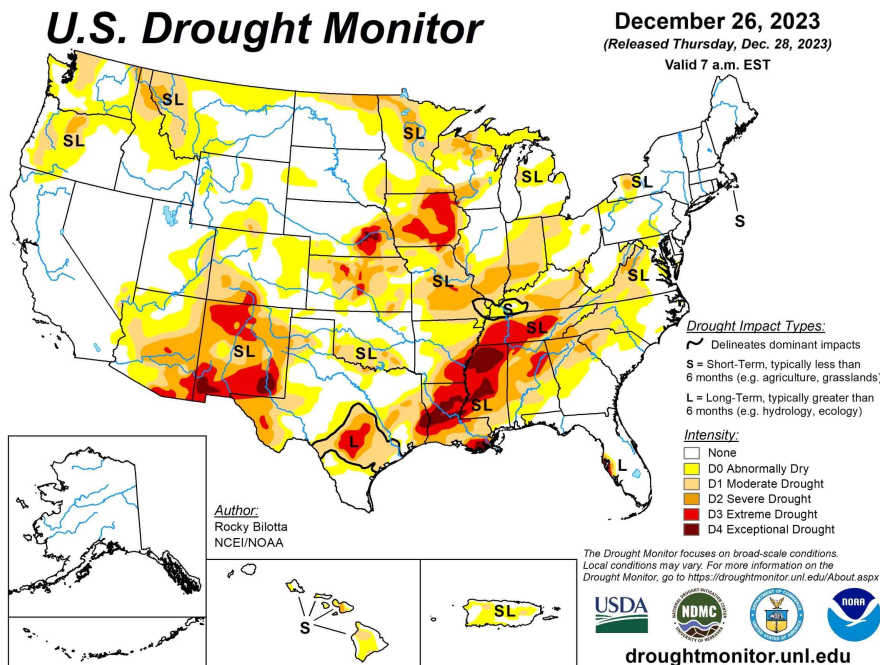 U.S. Drought Monitor
December 26, 2023
(Released Thursday, Dec. 28, 2023)
Valid 7 a.m. EST
SL
SL
SL
SL
SL
S
SL
SL
S
SL
SL
SL
SL
L
L
Drought Impact Types:
Delineates dominant impacts
S = Short-Term, typically less than
6 months (e.g. agriculture, grasslands)
L = Long-Term, typically greater than
6 months (e.g. hydrology, ecology)
Intensity:
None
D0 Abnormally Dry
D1 Moderate Drought
D2 Severe Drought
D3 Extreme Drought
D4 Exceptional Drought
Author:
Rocky Bilotta
NCEI/NOAA
S
SL
The Drought Monitor focuses on broad-scale conditions.
Local conditions may vary. For more information on the
Drought Monitor, go to https://droughtmonitor.unl.edu/About.aspx
USDA
NDMC
NOAA
droughtmonitor.unl.edu